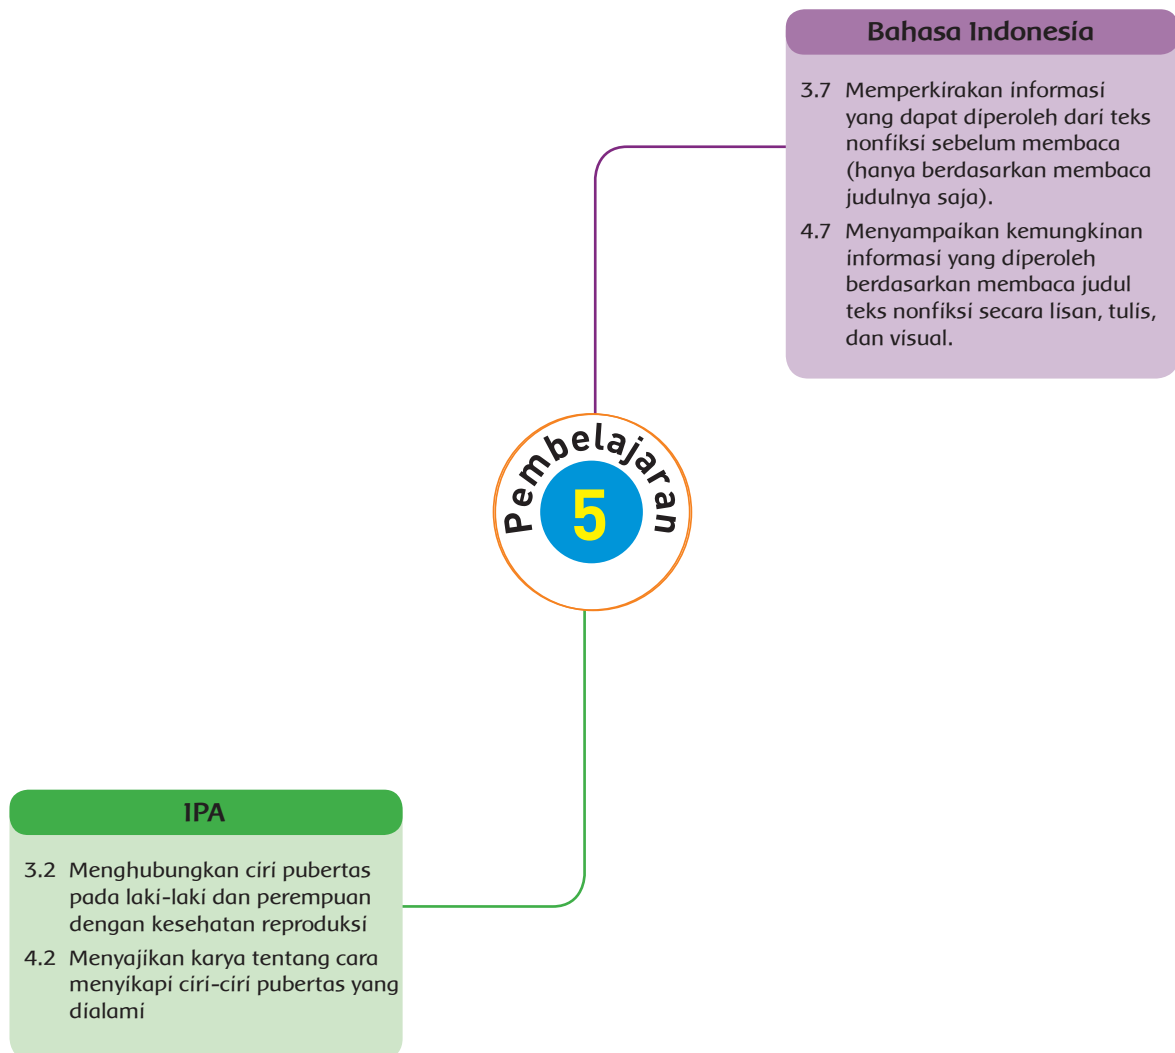 Bahasa Indonesia
3.7 Memperkirakan informasi
yang dapat diperoleh dari teks
nonfiksi sebelum membaca
(hanya berdasarkan membaca
judulnya saja).
4.7 Menyampaikan kemungkinan
informasi yang diperoleh
berdasarkan membaca judul
teks nonfiksi secara lisan, tulis,
dan visual.
Pembelajaran
5
IPA
3.2 Menghubungkan ciri pubertas
pada laki-laki dan perempuan
dengan kesehatan reproduksi
4.2 Menyajikan karya tentang cara
menyikapi ciri-ciri pubertas yang
dialami